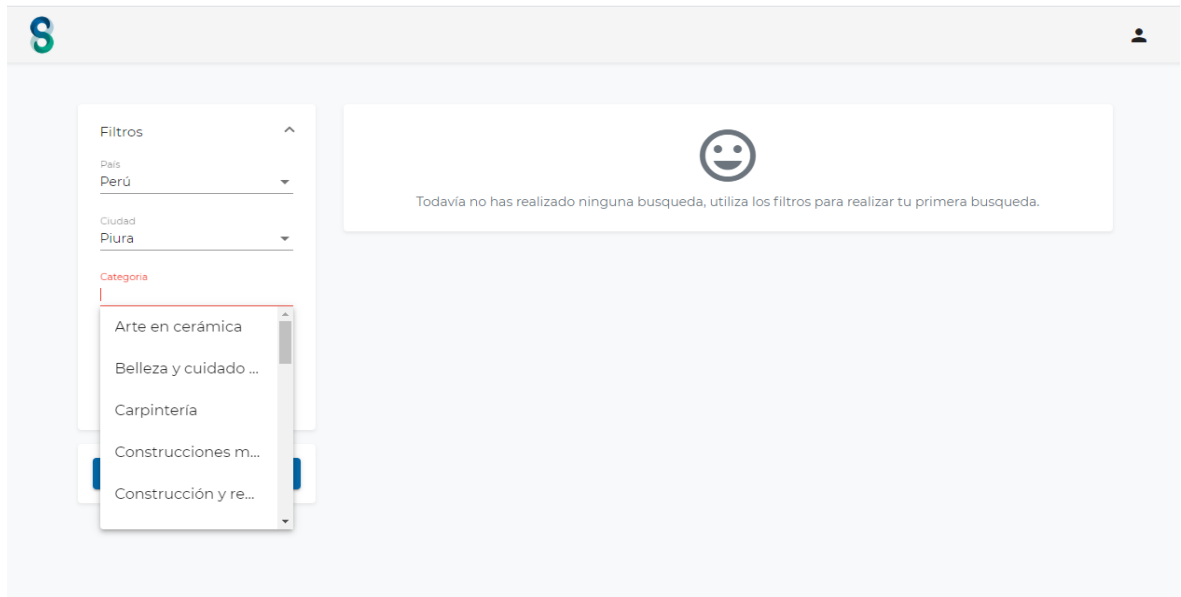 Filtros
País
Perú
Ciudad
Piura
Categoria
Arte en cerámica
Belleza y cuidado ...
Carpintería
Construcciones m...
Construcción y re...
Todavía no has realizado ninguna busqueda, utiliza los filtros para realizar tu primera busqueda.